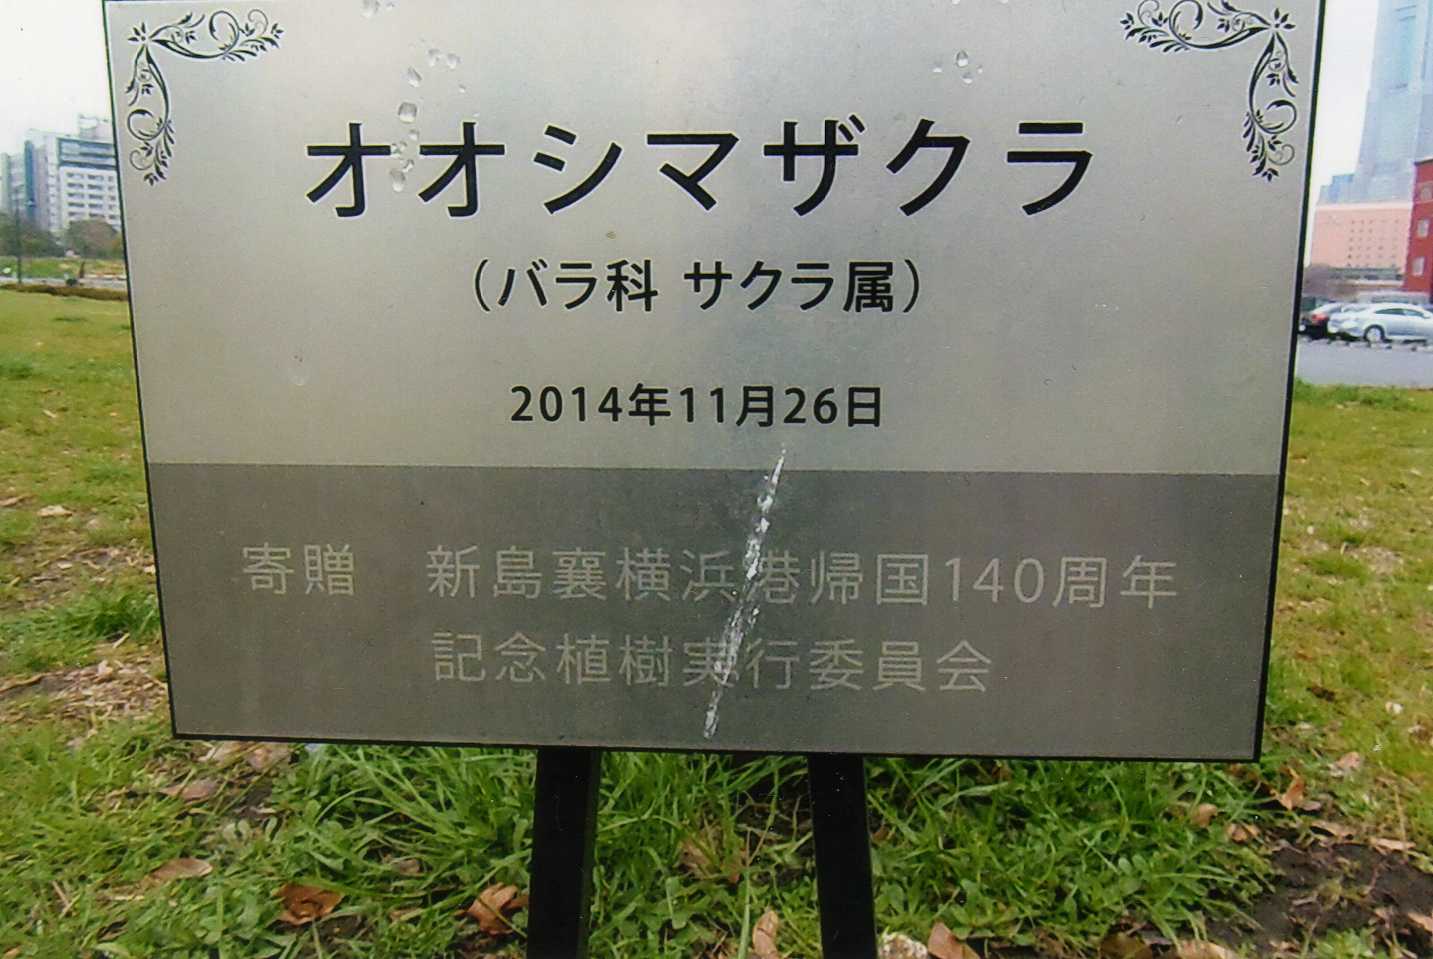 オオシマザクラ
（バラ科 サクラ属）
2014年11月26日
寄贈　新島襄横浜港帰国140周年
記念植樹実行委員会